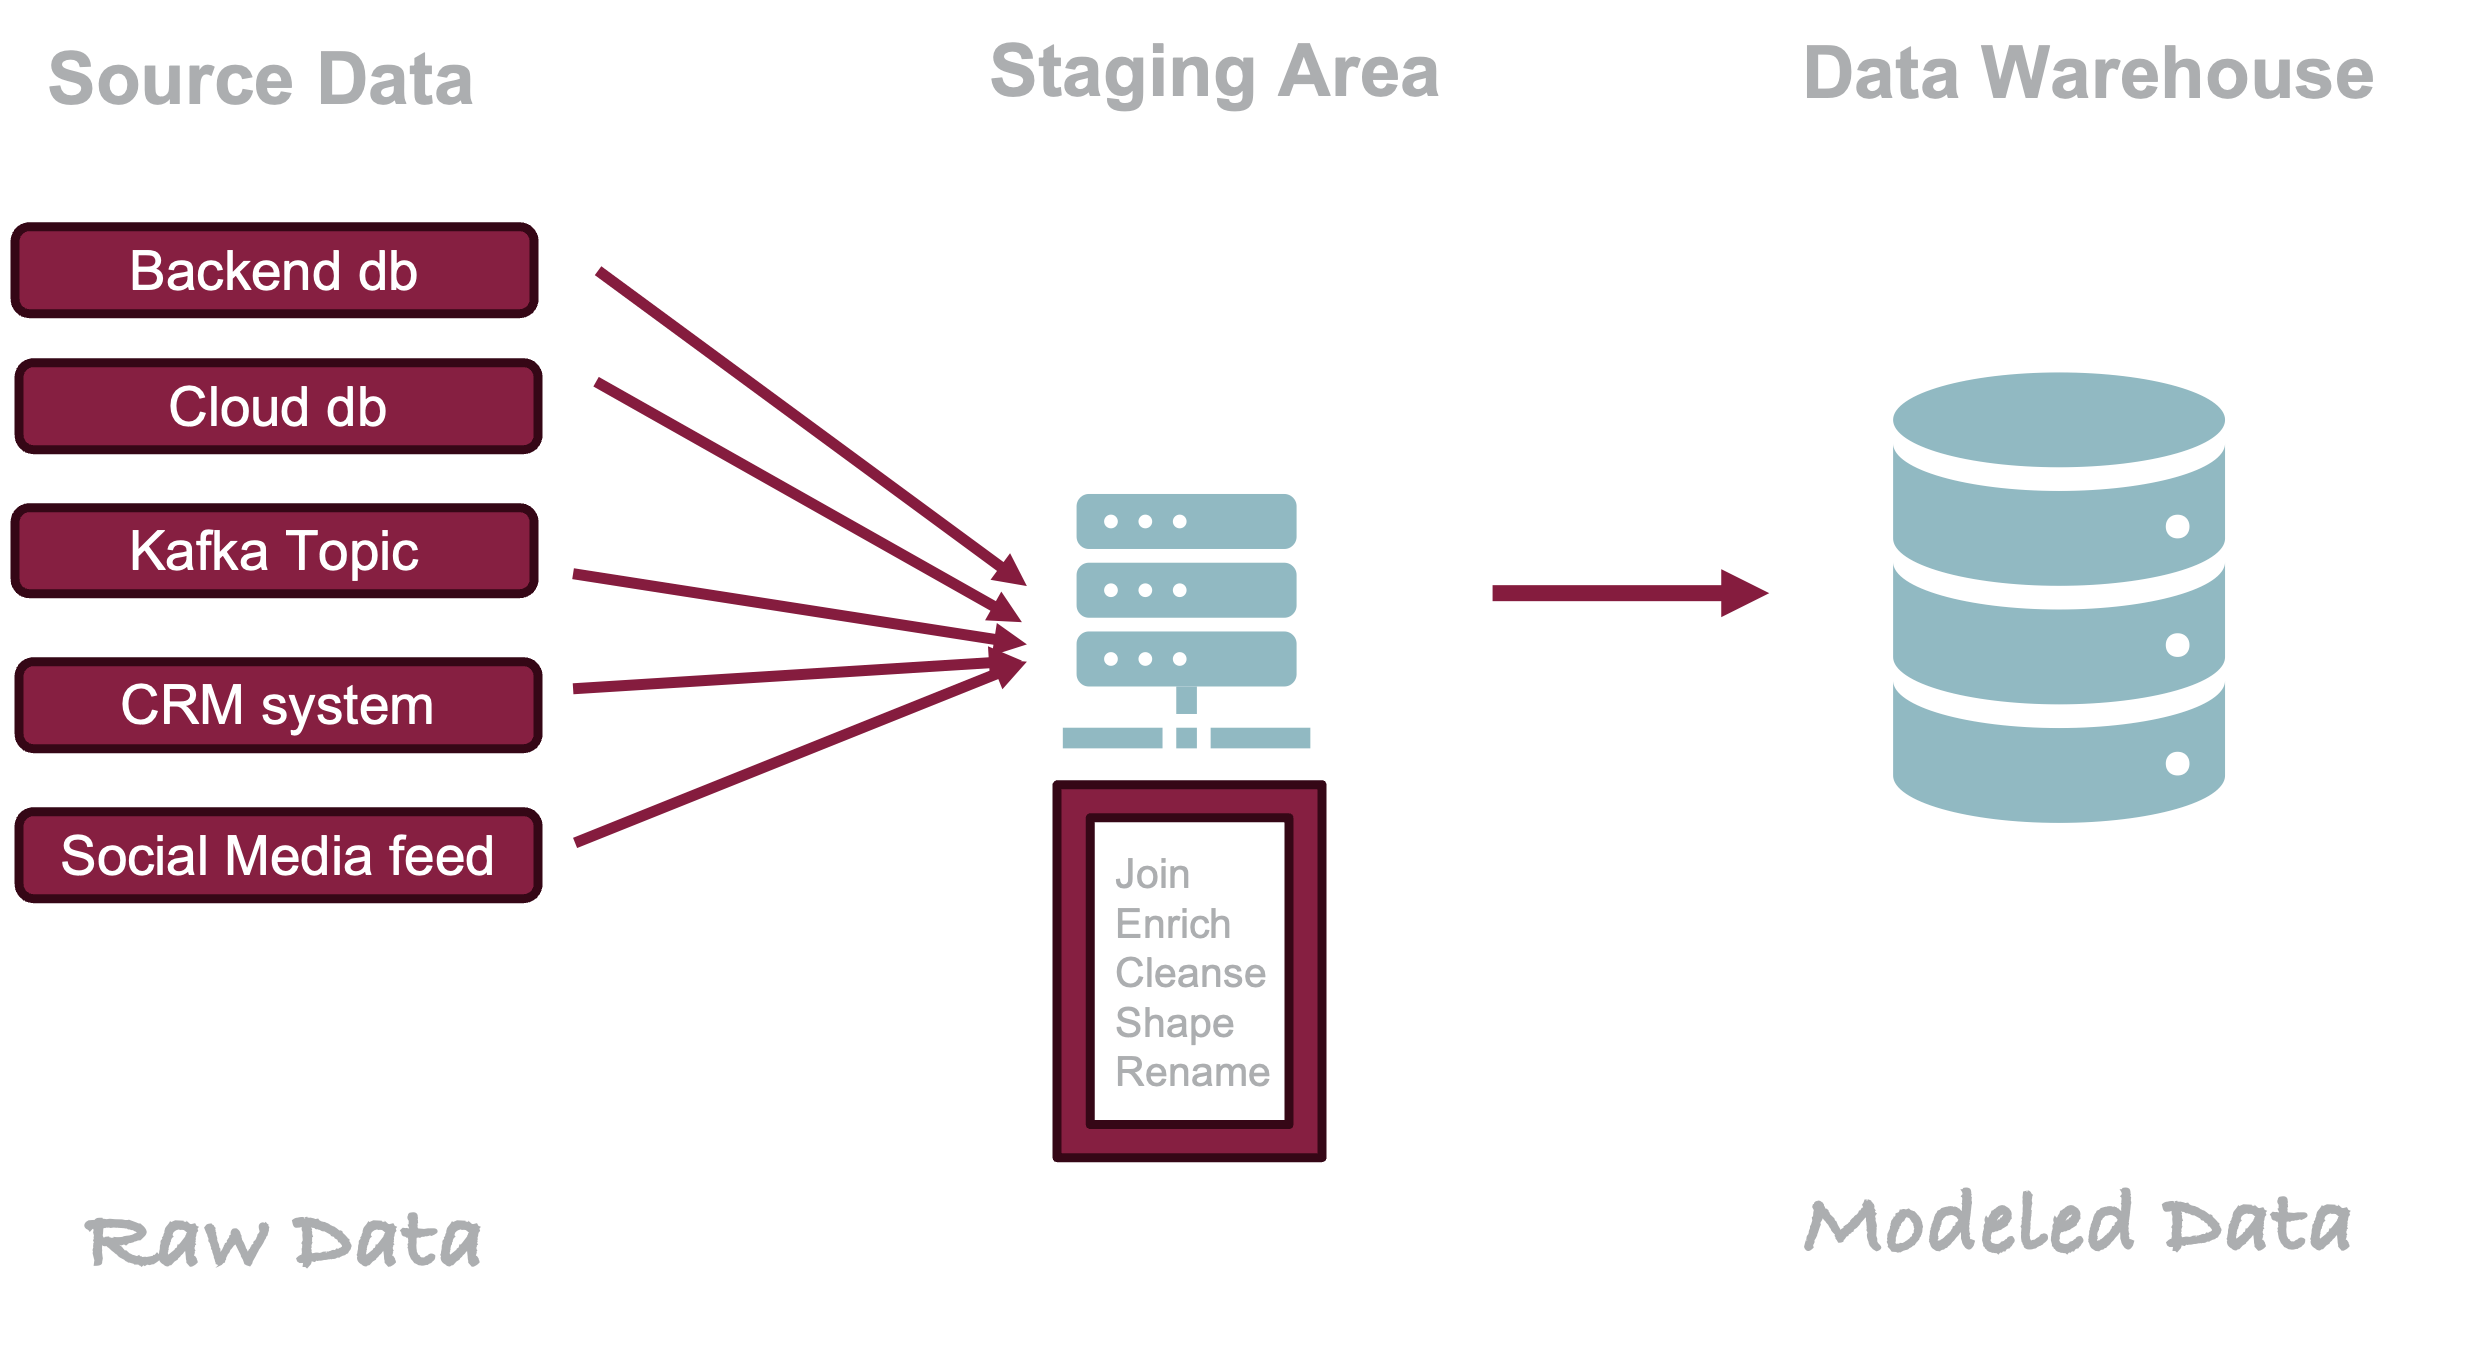 Source Data
Staging Area
Data Warehouse
Backend db
Cloud db
Kafka Topic
CRM system
Social Media feed
Join
Enrich
Cleanse
Shape
Rename
Raw Data
Modeled Data